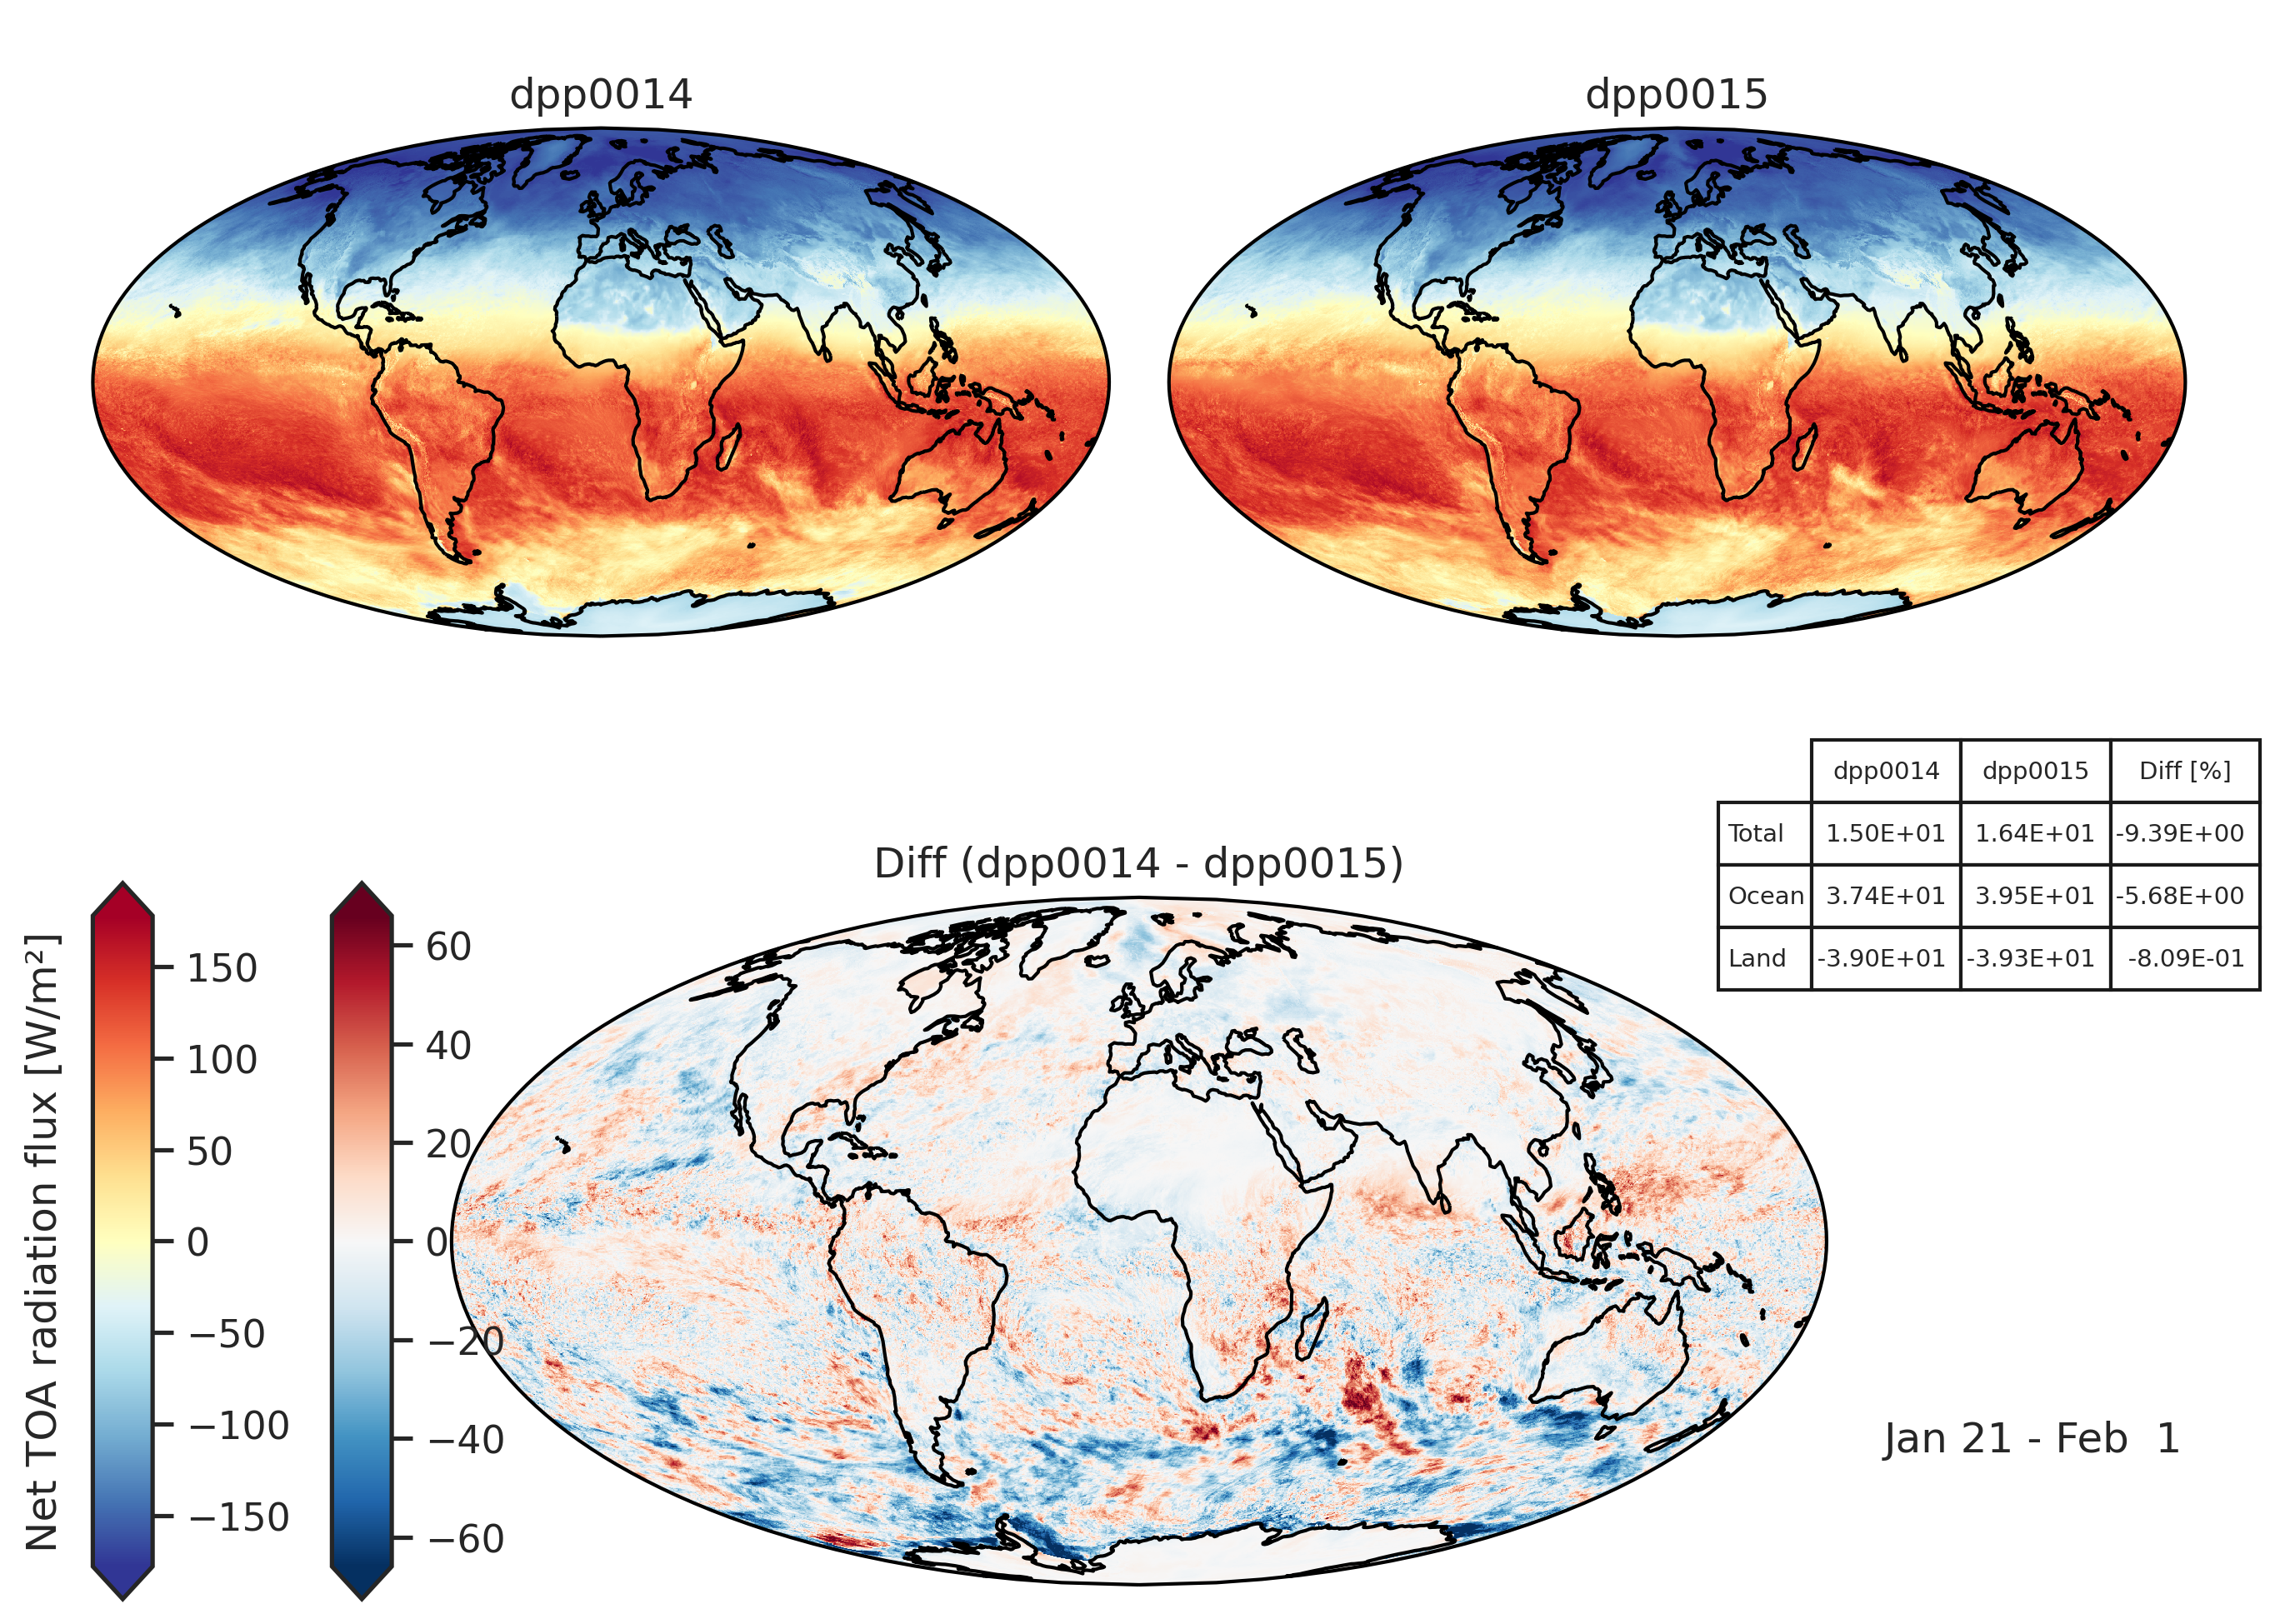 dpp0014
dpp0015
dpp0014 dpp0015 Diff [%]
Total 1.50E+01 1.64E+01 -9.39E+00
Ocean 3.74E+01 3.95E+01 -5.68E+00
Land -3.90E+01 -3.93E+01 -8.09E-01
Diff (dpp0014 - dpp0015)
Net TOA radiation flux [W/m²]
150
100
50
0
−50
−100
−150
60
40
20
0
−20
−40
−60
Jan 21 - Feb  1